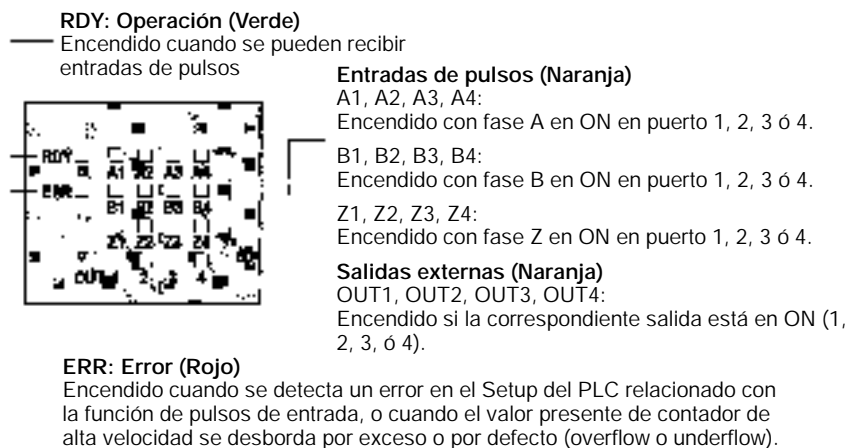 RDY: Operación (Verde)
Encendido cuando se pueden recibir
entradas de pulsos
Entradas de pulsos (Naranja)
A1, A2, A3, A4:
Encendido con fase A en ON en puerto 1, 2, 3 ó 4.
B1, B2, B3, B4:
Encendido con fase B en ON en puerto 1, 2, 3 ó 4.
Z1, Z2, Z3, Z4:
Encendido con fase Z en ON en puerto 1, 2, 3 ó 4.
Salidas externas (Naranja)
OUT1, OUT2, OUT3, OUT4:
Encendido si la correspondiente salida está en ON (1,
2, 3, ó 4).
RDY A1 A2 A3 A4
ERR
B1 B2 B3 B4
Z1 Z2 Z3 Z4
2 3 4
ERR: Error (Rojo)
Encendido cuando se detecta un error en el Setup del PLC relacionado con
la función de pulsos de entrada, o cuando el valor presente de contador de
alta velocidad se desborda por exceso o por defecto (overflow o underflow).